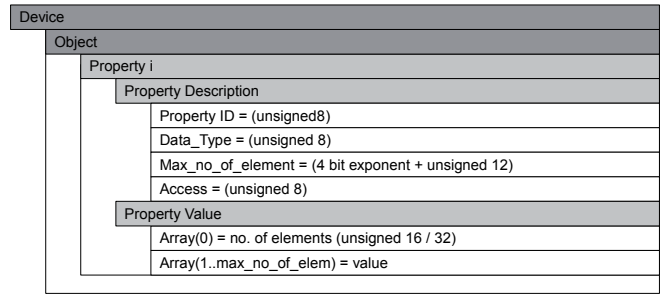 Device
Object
Property i
Property Description
Property ID = (unsigned8)
Data_Type = (unsigned 8)
Max_no_of_element = (4 bit exponent + unsigned 12)
Access = (unsigned 8)
Property Value
Array(0) = no. of elements (unsigned 16 / 32)
Array(1..max_no_of_elem) = value